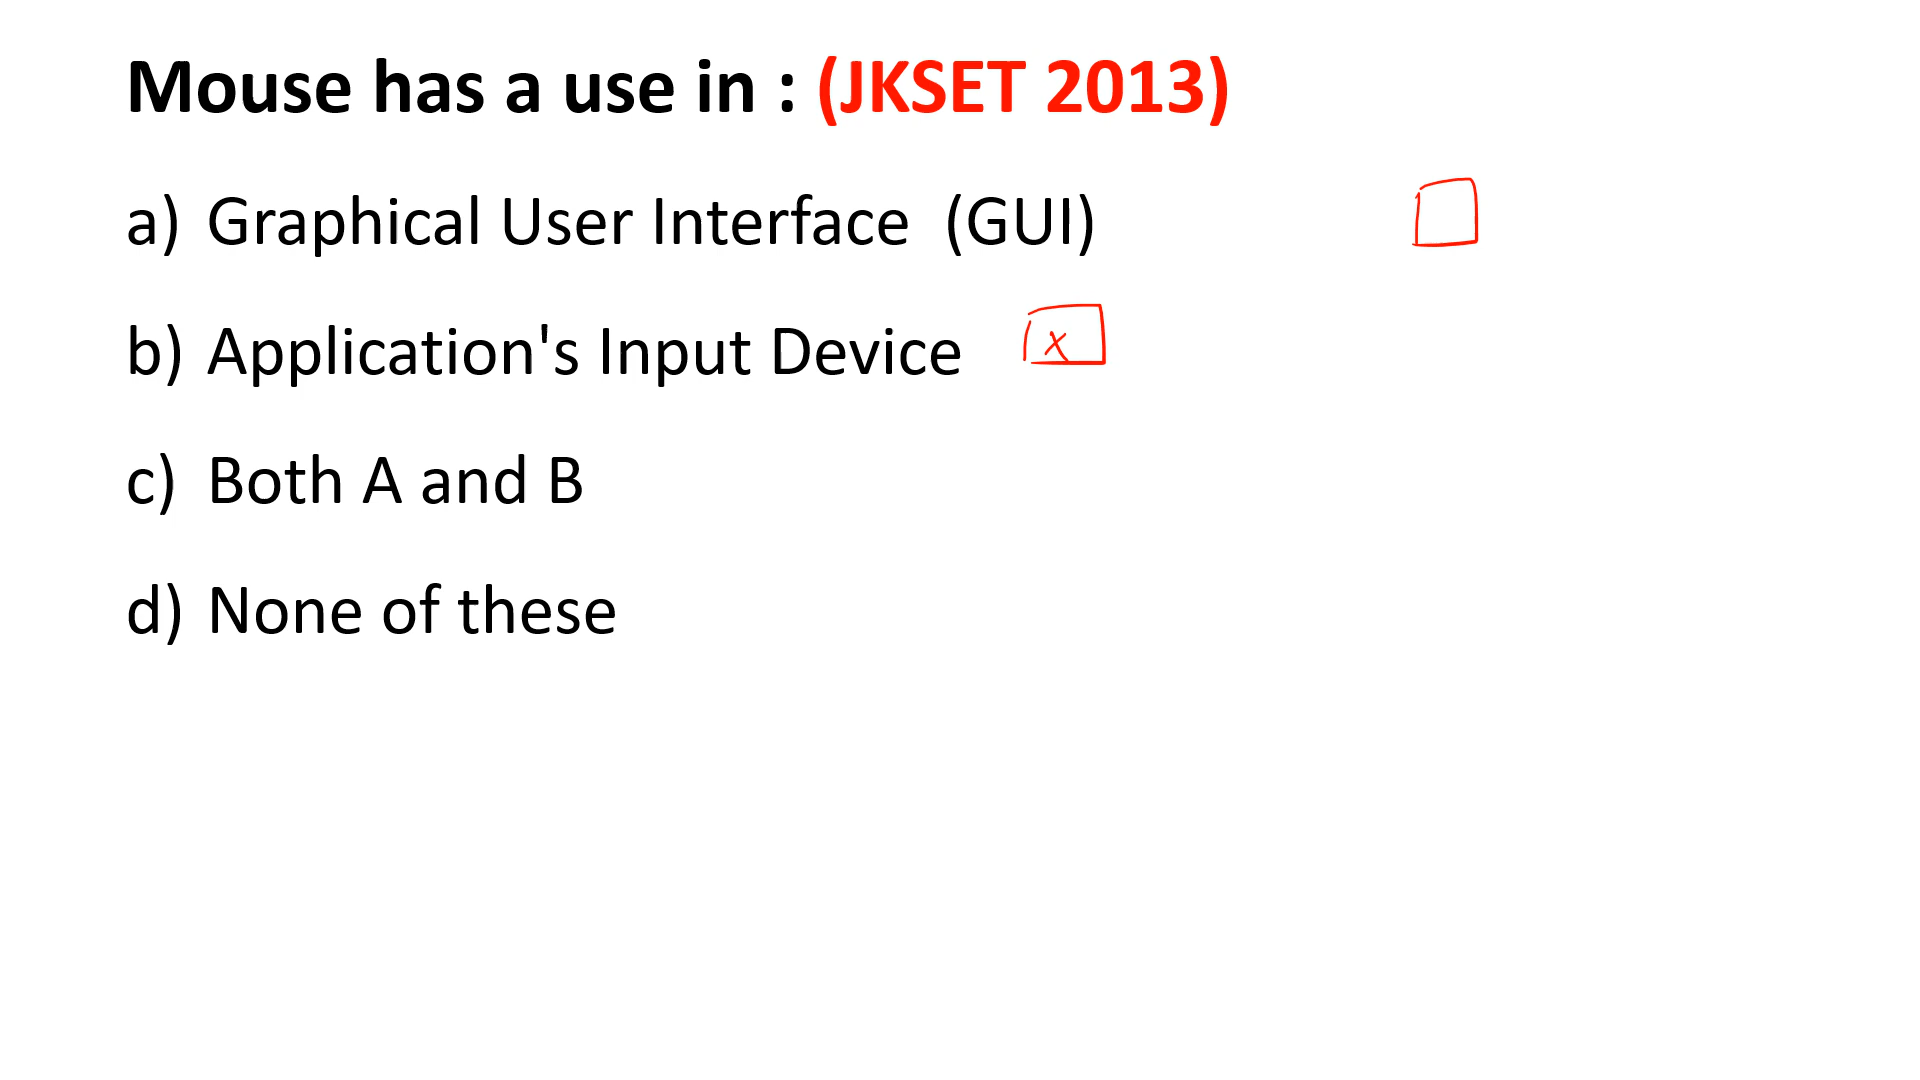 Mouse has a use in : (JKSET 2013)
a) Graphical User Interface (GUI)
b) Application's Input Device x
c) Both A and B
d) None of these